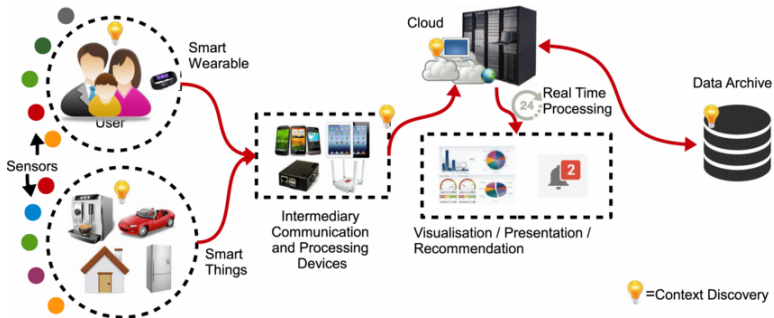 Smart
Wearable
User
Sensors
Smart
Things
Intermediary
Communication
and Processing
Devices
Cloud
24
Real Time
Processing
2
Visualisation / Presentation /
Recommendation
Data Archive
=Context Discovery